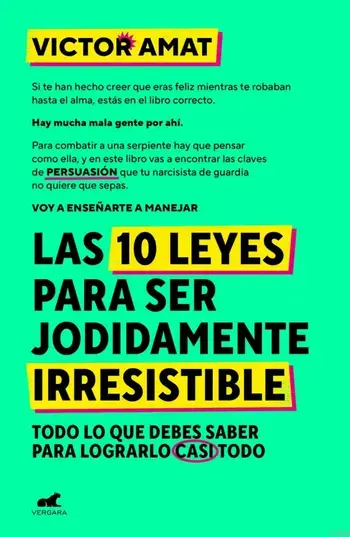 VICTOR AMAT
Si te han hecho creer que eras feliz mientras te robaban
hasta el alma, estás en el libro correcto.
Hay mucha mala gente por ahí.
Para combatir a una serpiente hay que pensar
como ella, y en este libro vas a encontrar las claves
de PERSUASIÓN que tu narcisista de guardia
no quiere que sepas.
VOY A ENSEÑARTE A MANEJAR
LAS 10 LEYES
PARA SER
JODIDAMENTE
IRRESISTIBLE
TODO LO QUE DEBES SABER
PARA LOGRARLO CASI TODO
VERGARA